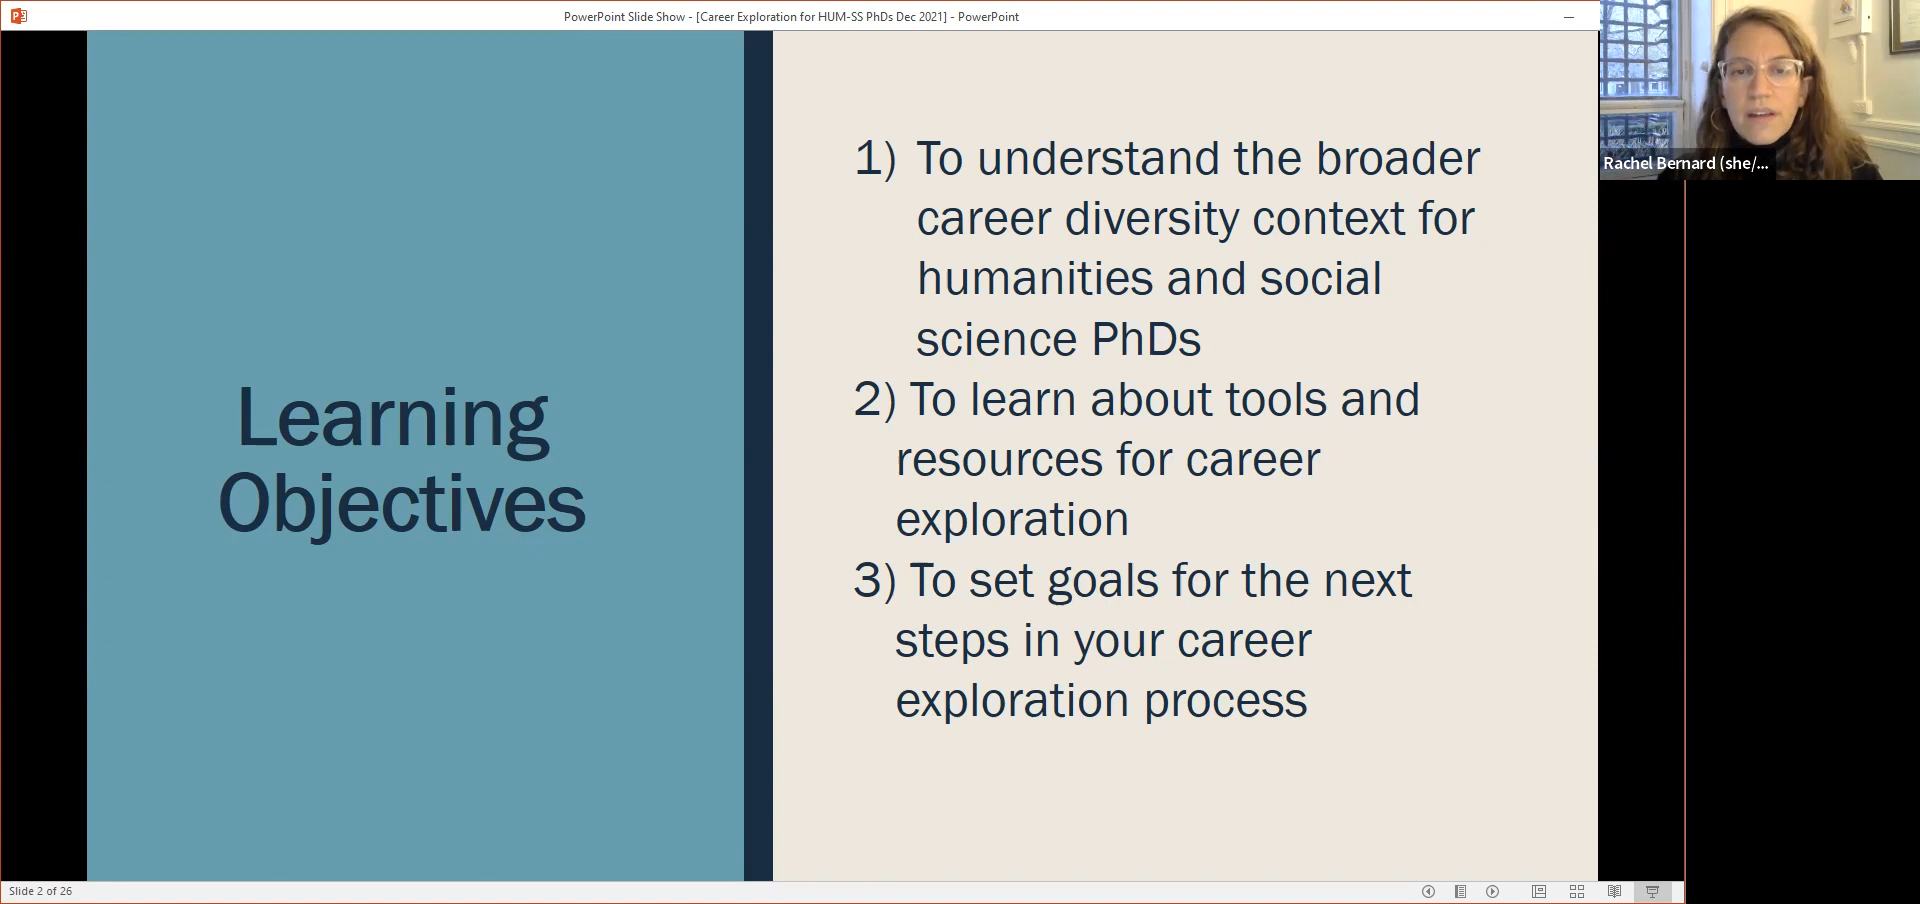 PowerPoint Slide Show - [Career Exploration for HUM-SS PhDs Dec 2021] - PowerPoint
Rachel Bernard (she/...
Learning
Objectives
1) To understand the broader
career diversity context for
humanities and social
science PhDs
2) To learn about tools and
resources for career
exploration
3) To set goals for the next
steps in your career
exploration process
Slide 2 of 26